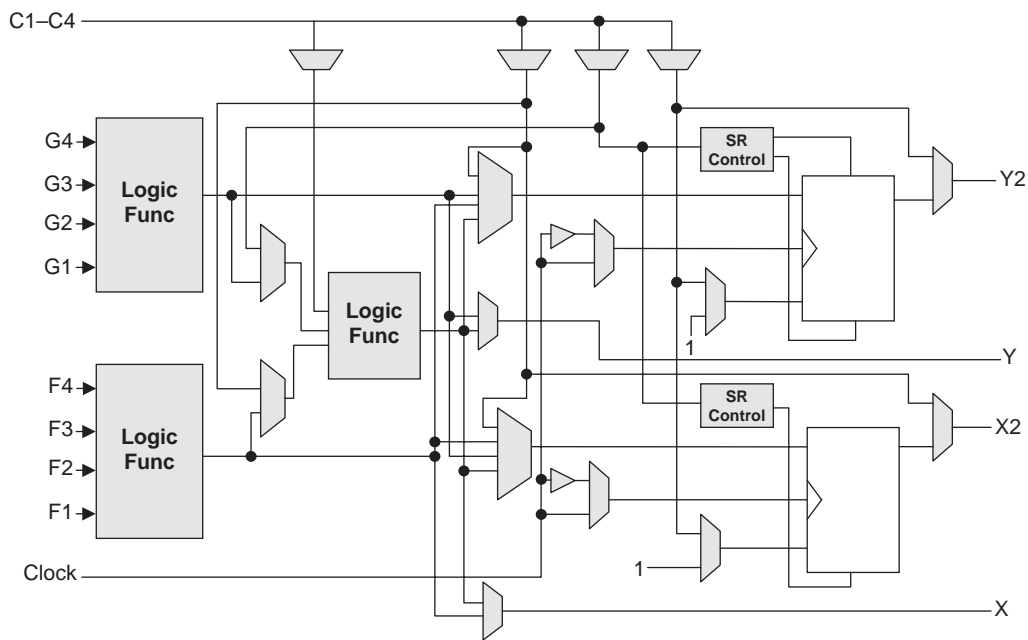 C1–C4
G4
G3
G2
G1
Logic
Func
SR
Control
Y2
Logic
Func
1
Y
F4
F3
F2
F1
Logic
Func
SR
Control
X2
Clock
1
X